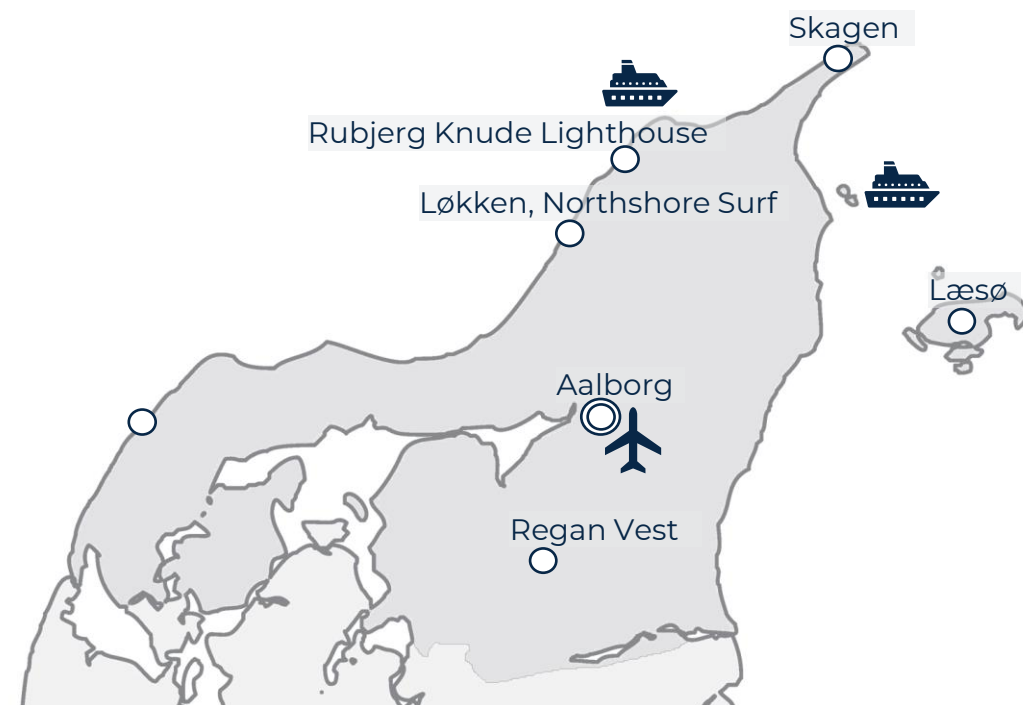 Skagen
Rubjerg Knude Lighthouse
Løkken, Northshore Surf
Læsø
Aalborg
Regan Vest